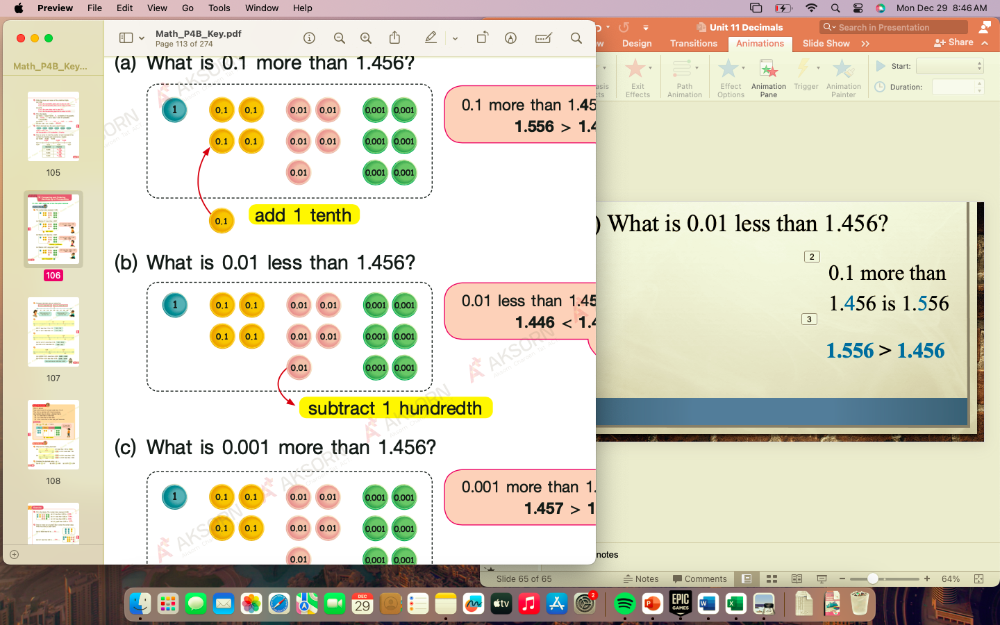 Preview File Edit View Go Tools Window Help
Mon Dec 29 8:46 AM
Math_P4B_Key.pdf
Page 113 of 274
Math_P4B_Key...
105
106
107
108
(a) What is 0.1 more than 1.456?
1 0.1 0.1 0.01 0.01 0.001 0.001
0.1 0.1 0.01 0.01 0.001 0.001
0.01 0.001 0.001
0.1
add 1 tenth
0.1 more than 1.45
1.556 > 1.4
(b) What is 0.01 less than 1.456?
1 0.1 0.1 0.01 0.01 0.001 0.001
0.1 0.1 0.01 0.01 0.001 0.001
0.01 0.001 0.001
subtract 1 hundredth
0.01 less than 1.45
1.446 < 1.4
(c) What is 0.001 more than 1.456?
1 0.1 0.1 0.01 0.01 0.001 0.001
0.1 0.1 0.01 0.01 0.001 0.001
0.01 0.001 0.001
0.001 more than 1.
1.457 > 1
AKSORN
AKSORN
AKSORN
AKSORN
AKSORN
Unit 11 Decimals
Search in Presentation
Design Transitions Animations Slide Show
Share
Exit
Effects
Path
Animation
Effect
Options
Animation
Pane
Trigger
Animation
Painter
Start:
Duration:
) What is 0.01 less than 1.456?
2
0.1 more than
1.456 is 1.556
3
1.556 > 1.456
notes
Slide 65 of 65
Notes
Comments
64%
DEC
29
tv
2
EPIC
GAMES